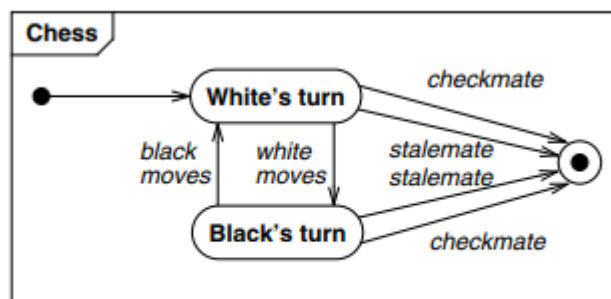 Chess
White's turn
checkmate
black
moves
white
moves
stalemate
stalemate
Black's turn
checkmate